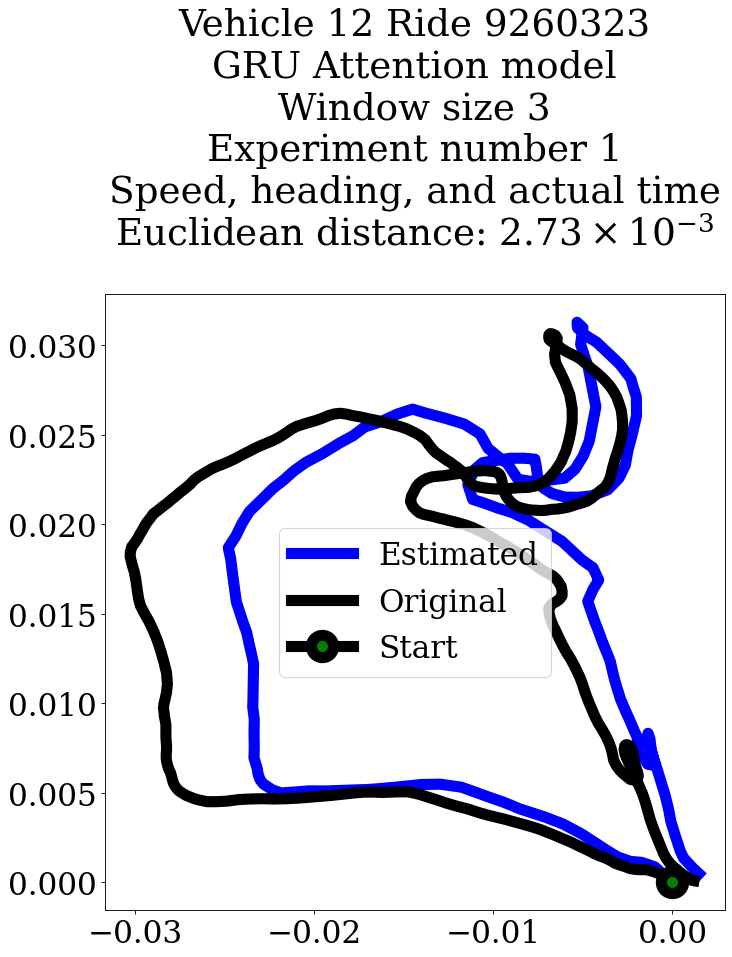 Vehicle 12 Ride 9260323
GRU Attention model
Window size 3
Experiment number 1
Speed, heading, and actual time
Euclidean distance: 2.73 × 10⁻³
0.030
0.025
0.020
0.015
0.010
0.005
0.000
Estimated
Original
Start
−0.03 −0.02 −0.01 0.00